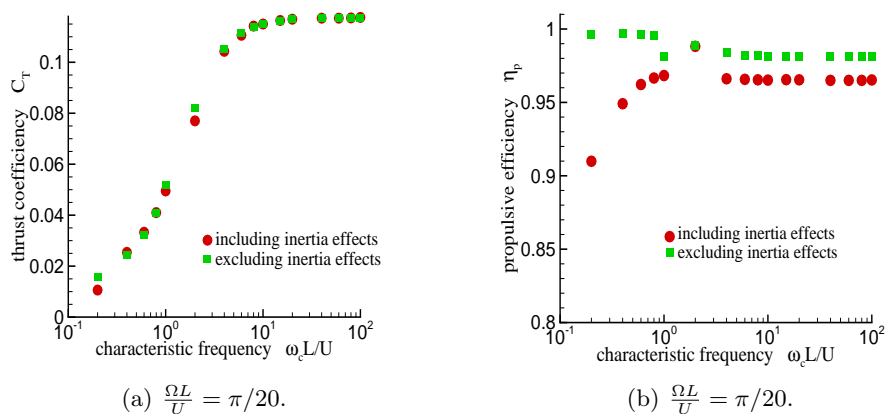 thrust coefficiency C_T
0.1
0.08
0.06
0.04
0.02
0
including inertia effects
excluding inertia effects
10^-1 10^0 10^1 10^2
characteristic frequency ω_cL/U
(a) ΩL/U = π/20.
propulsive efficiency η_p
1
0.95
0.9
0.85
0.8
including inertia effects
excluding inertia effects
10^-1 10^0 10^1 10^2
characteristic frequency ω_cL/U
(b) ΩL/U = π/20.